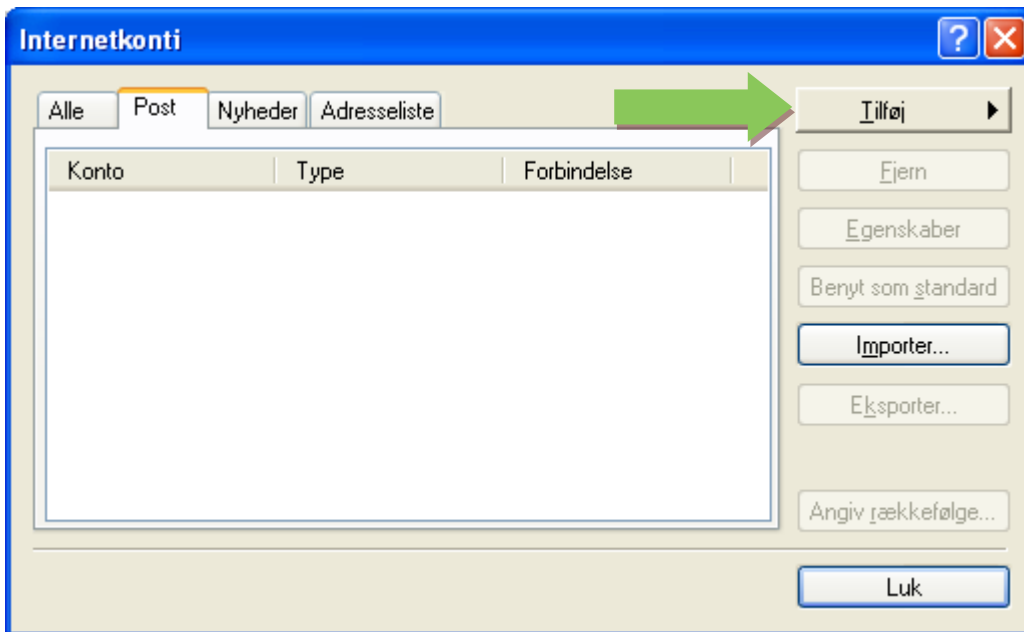 Internetkonti
Alle Post Nyheder Adresseliste
Konto Type Forbindelse
Tilføj
Fjern
Egenskaber
Benyt som standard
Importer...
Eksporter...
Angiv rækkefølge...
Luk